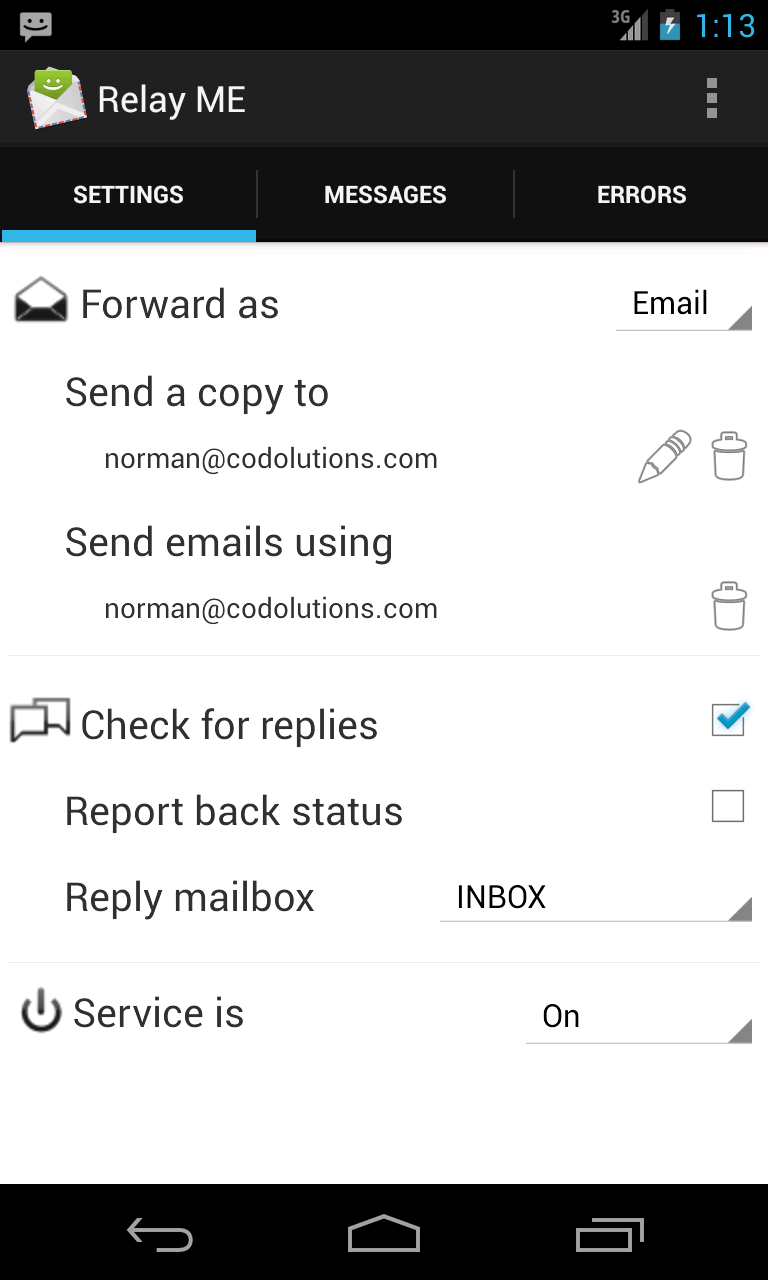 3G 1:13
Relay ME
SETTINGS MESSAGES ERRORS
Forward as Email
Send a copy to
norman@codolutions.com
Send emails using
norman@codolutions.com
Check for replies
Report back status
Reply mailbox INBOX
Service is On